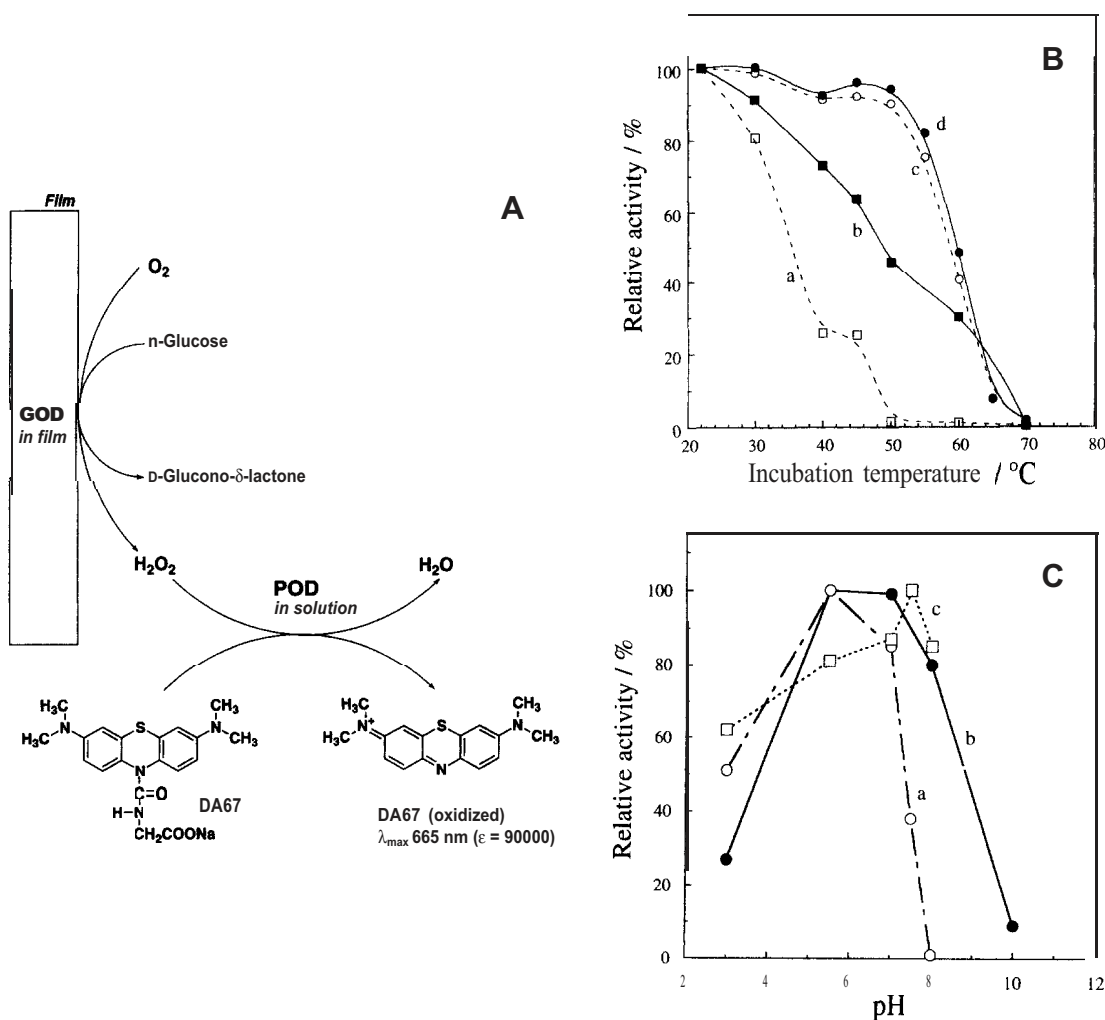 A
Film
O2
n-Glucose
GOD
in film
D-Glucono-δ-lactone
H2O2
H2O
POD
in solution
H3C CH3
N S N
H3C CH3
N
C=O
H-N
CH2COONa
DA67
H3C CH3
N+ S N
H3C CH3
N
DA67 (oxidized)
λmax 665 nm (ε = 90000)
B
Relative activity / %
100
80
60
40
20
0
a
b
c
d
20 30 40 50 60 70 80
Incubation temperature / °C
C
Relative activity / %
100
80
60
40
20
0
a
b
c
2 4 6 8 10 12
pH